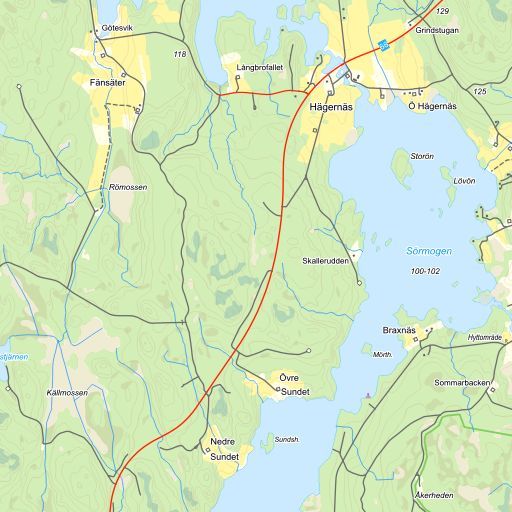 129
Götesvik
Grindstugan
118
Långbrofallet
Fänsäter
125
Hägernäs
Ö Hägernäs
Storön
Lövön
Römossen
Sörmogen
Skallerudden
100-102
Braxnäs
Hyttområde
stjärnen
Mörth.
Övre
Sundet
Sommarbacken
Källmossen
Nedre
Sundet
Sundsh.
Åkerheden